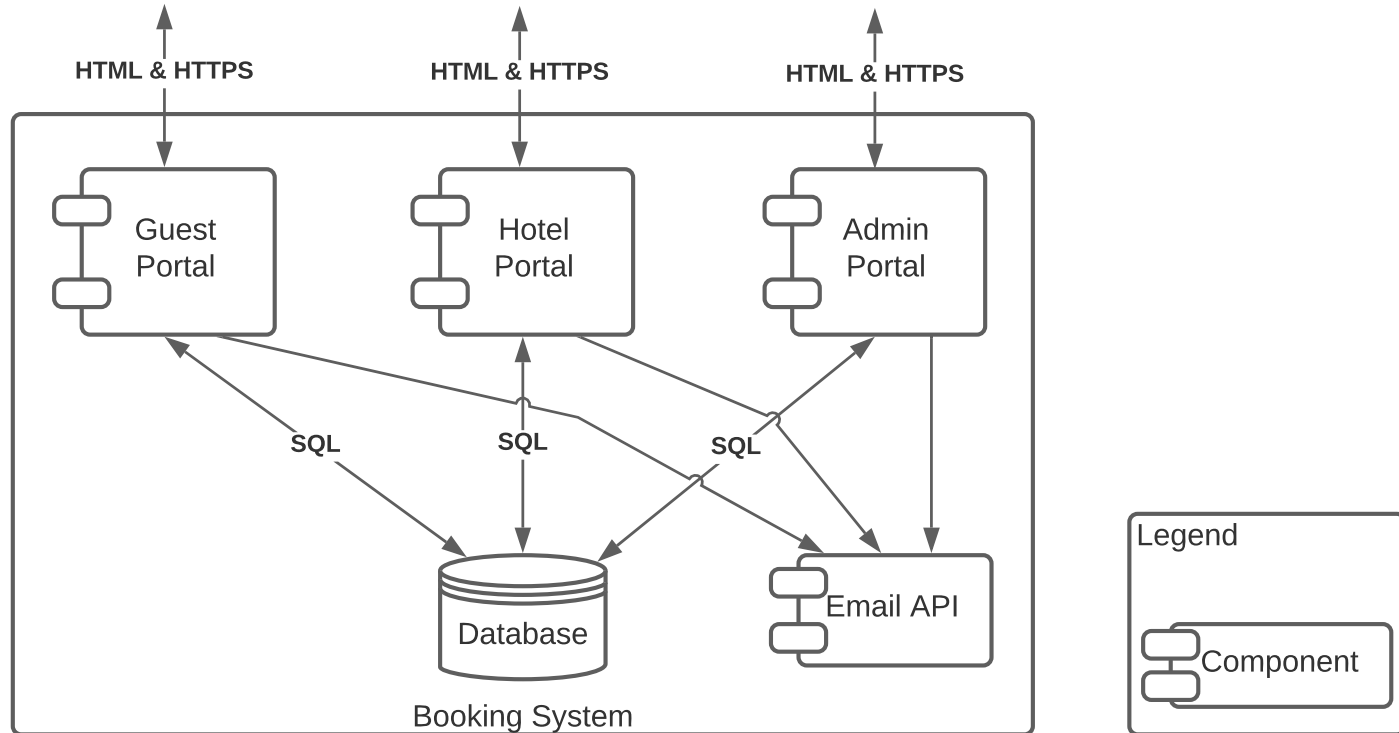 HTML & HTTPS
HTML & HTTPS
HTML & HTTPS
Guest
Portal
Hotel
Portal
Admin
Portal
SQL
SQL
SQL
Database
Email API
Booking System
Legend
Component